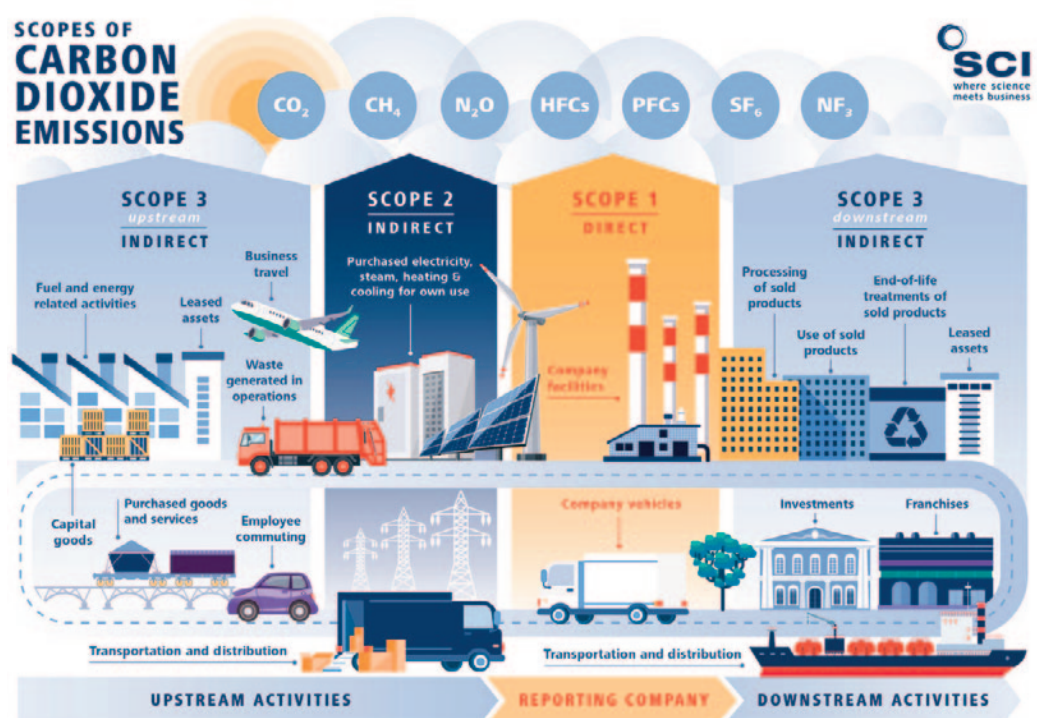 SCOPES OF
CARBON
DIOXIDE
EMISSIONS
SCI
where science
meets business
CO₂
CH₄
N₂O
HFCs
PFCs
SF₆
NF₃
SCOPE 3
upstream
INDIRECT
Fuel and energy
related activities
Leased
assets
Business
travel
Waste
generated in
operations
SCOPE 2
INDIRECT
Purchased electricity,
steam, heating &
cooling for own use
SCOPE 1
DIRECT
Company
facilities
SCOPE 3
downstream
INDIRECT
Processing
of sold
products
Use of sold
products
End-of-life
treatments of
sold products
Leased
assets
Capital
goods
Purchased goods
and services
Employee
commuting
Company vehicles
Investments
Franchises
Transportation and distribution
Transportation and distribution
UPSTREAM ACTIVITIES
REPORTING COMPANY
DOWNSTREAM ACTIVITIES